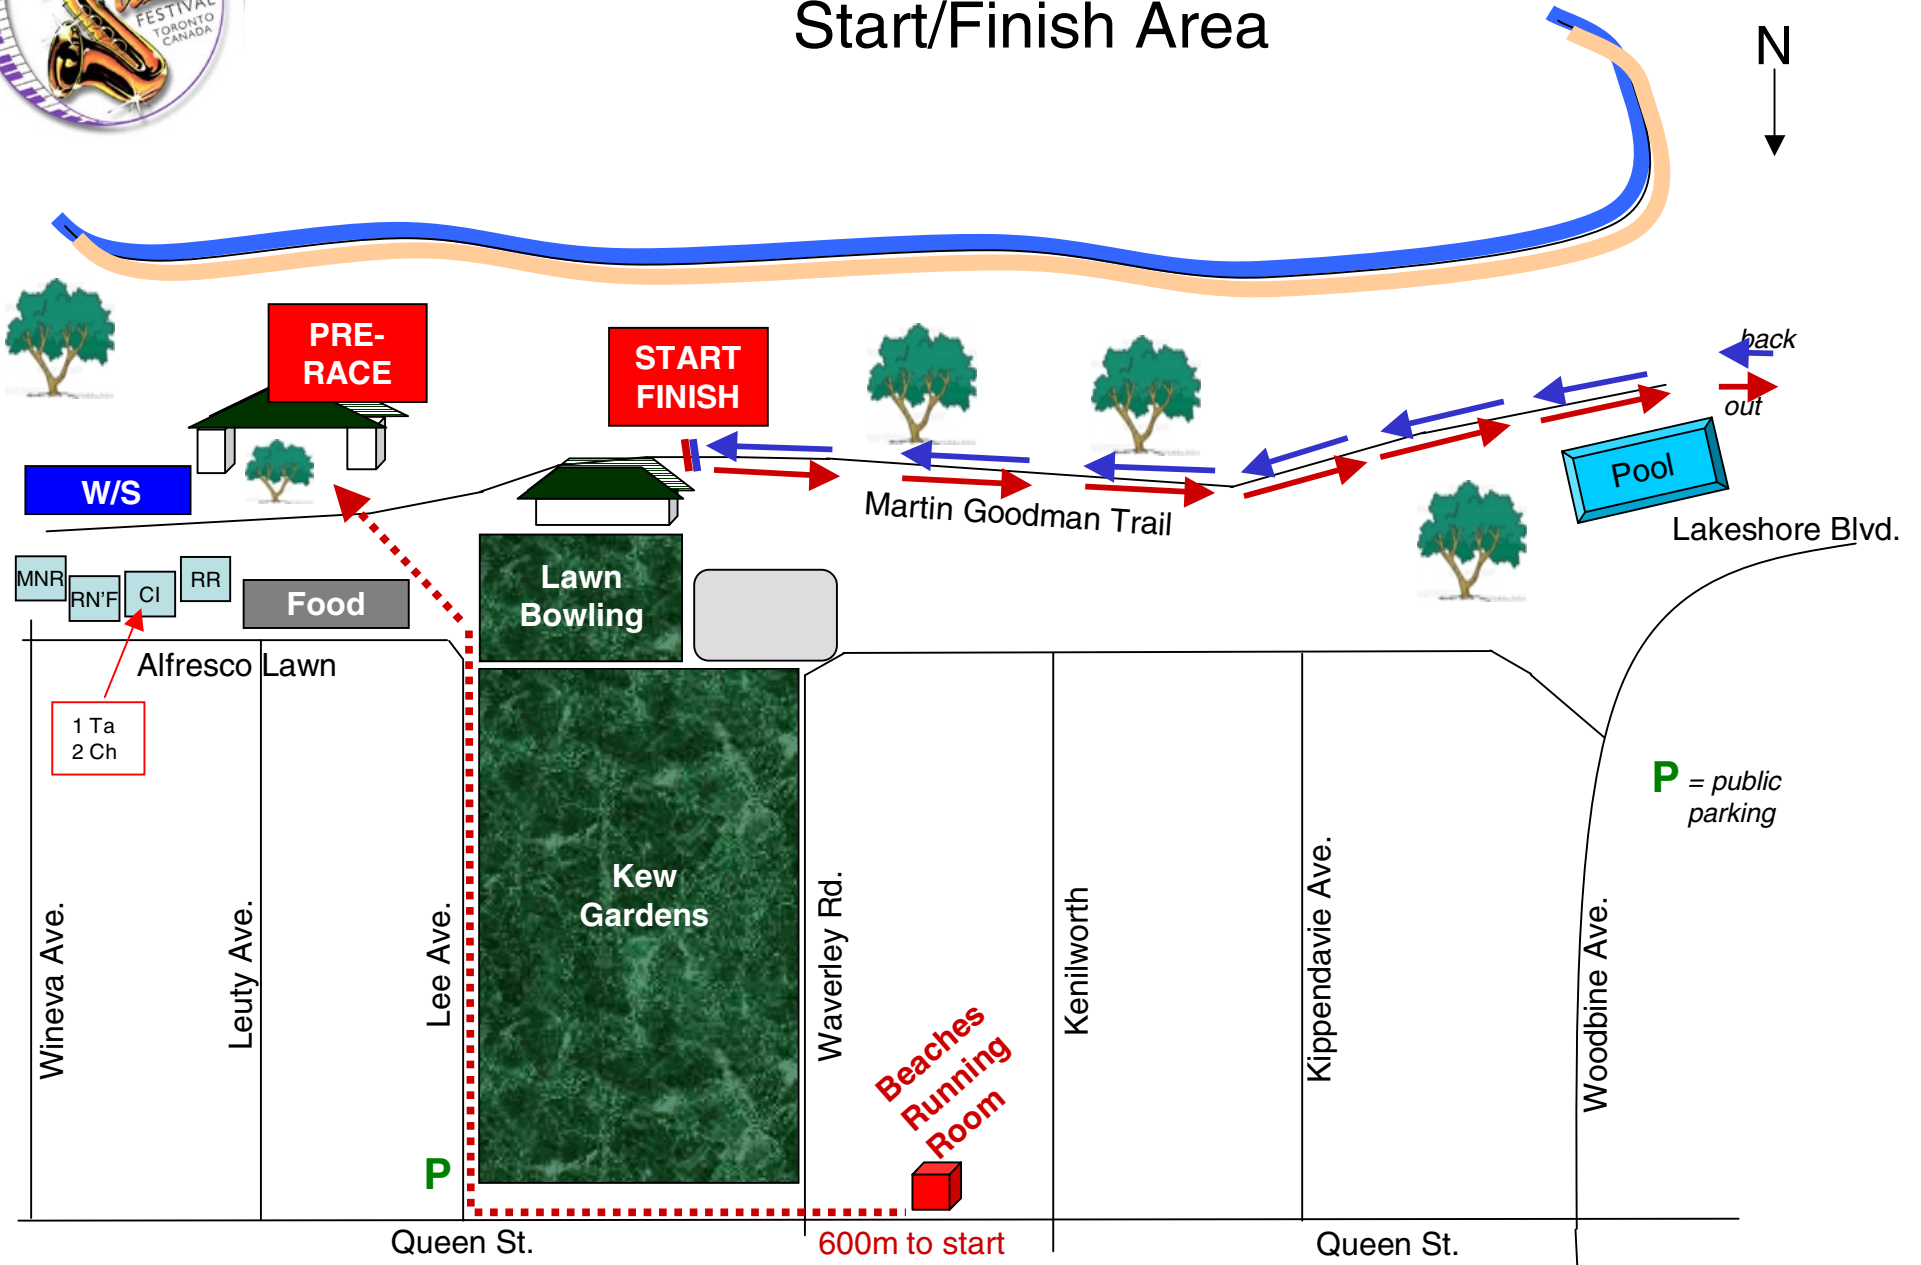 FESTIVAL
TORONTO
CANADA
Start/Finish Area
N
PRE-
RACE
START
FINISH
back
out
W/S
Pool
Martin Goodman Trail
Lakeshore Blvd.
MNR
RN'F
CI
RR
Food
Lawn
Bowling
Alfresco Lawn
1 Ta
2 Ch
P = public
parking
Kew
Gardens
Wineva Ave.
Leuty Ave.
Lee Ave.
Waverley Rd.
Kenilworth
Kippendavie Ave.
Woodbine Ave.
Beaches
Running
Room
P
Queen St.
600m to start
Queen St.